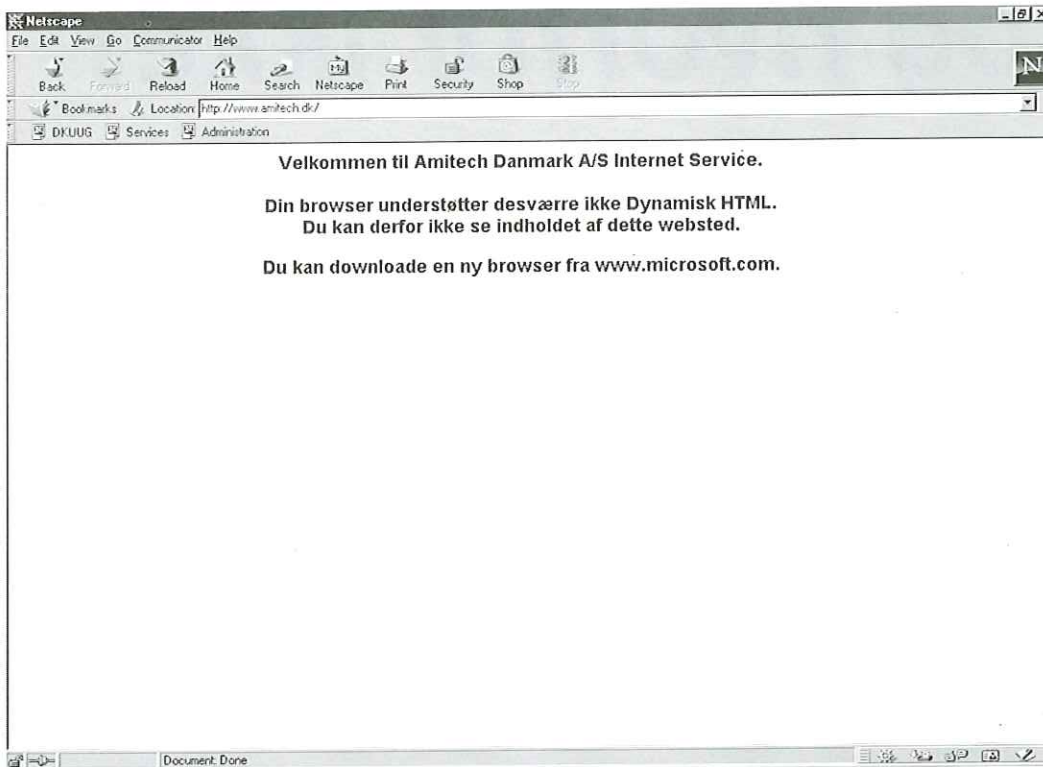 Netscape
File Edit View Go Communicator Help
Back Forward Reload Home Search Netscape Print Security Shop Stop
Bookmarks Location: http://www.amitech.dk/
DKUUG Services Administration
Velkommen til Amitech Danmark A/S Internet Service.
Din browser understøtter desværre ikke Dynamisk HTML.
Du kan derfor ikke se indholdet af dette websted.
Du kan downloade en ny browser fra www.microsoft.com.
Document: Done